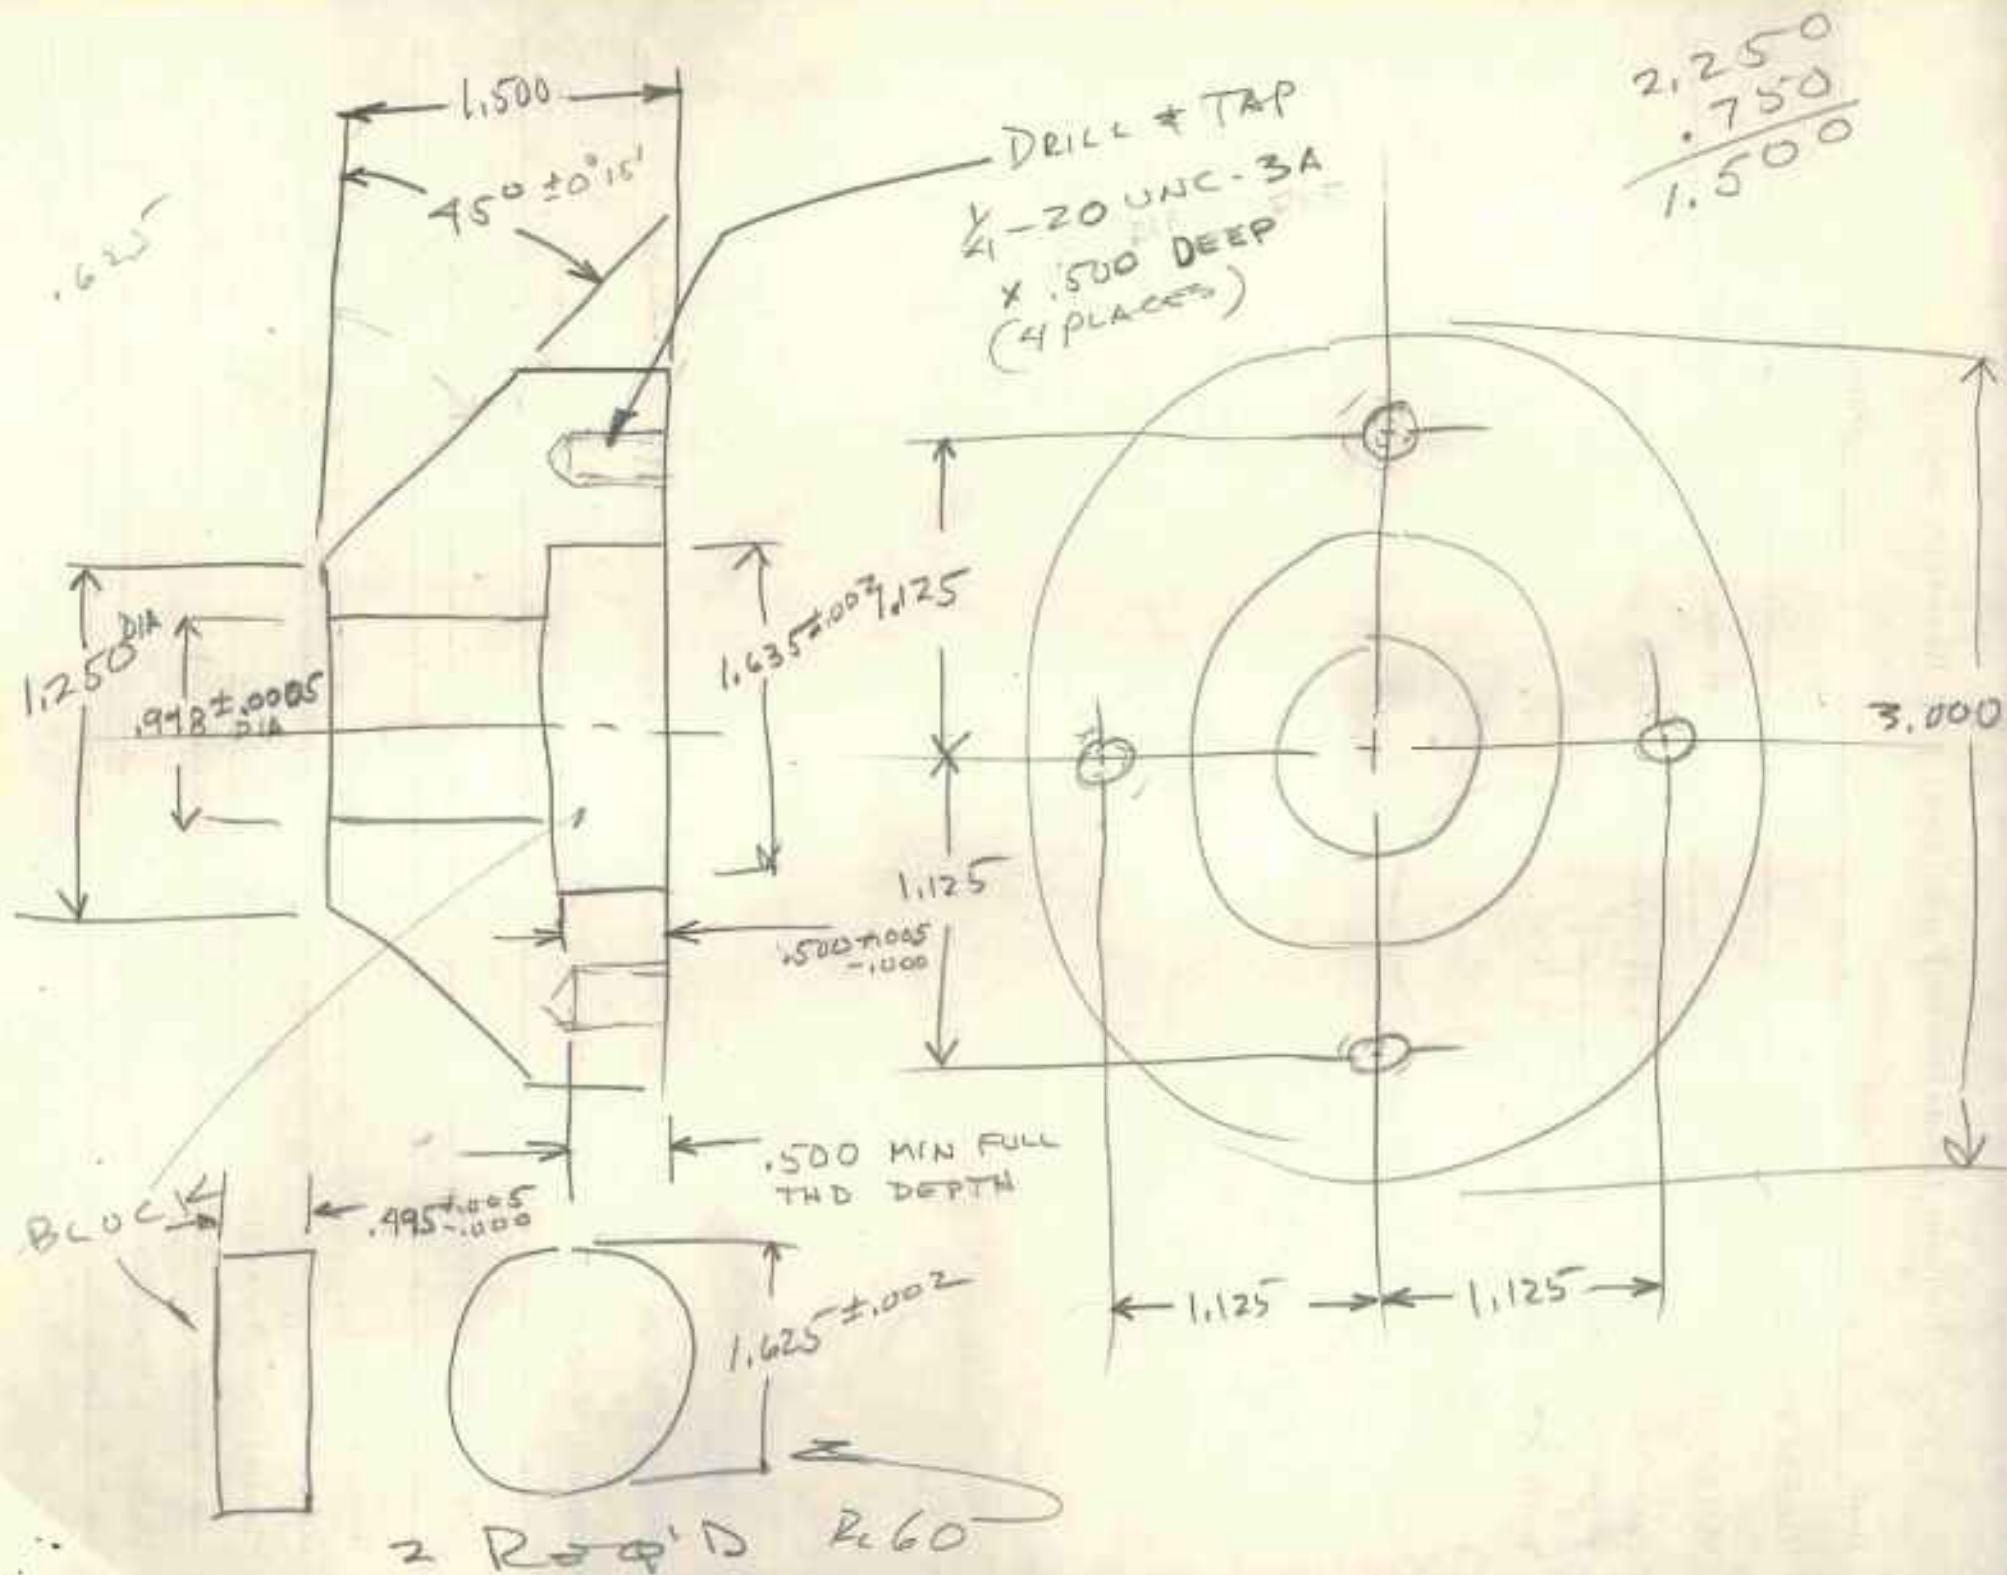 1.500
45° ±0°15'
.625
DRILL & TAP
1/4-20 UNC-3A
x .500 DEEP
(4 PLACES)
2.250
.750
1.500
1.250 DIA
.998 ±.0005
DIA
1.635 ±.002
1.125
1.125
.500 +.005
-.000
3.000
.500 MIN FULL
THD DEPTH
BLOCK
.495 +.005
-.000
1.625 ±.002
1.125
1.125
2 REQ'D Rc 60